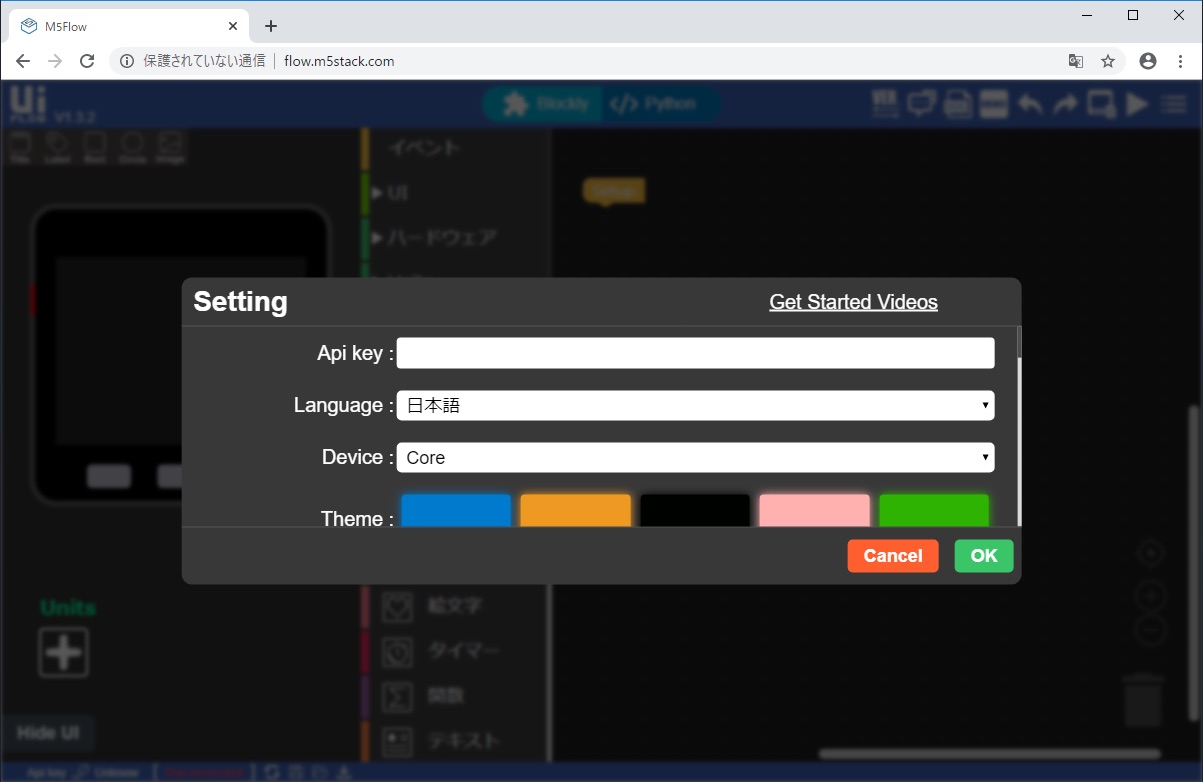 M5Flow
保護されていない通信 flow.m5stack.com
Ui
FLOW V1.3.2
Blockly </> Python
Title Label Rect Circle Image
イベント
UI
Setup
ハードウェア
Setting Get Started Videos
Api key :
Language : 日本語
Device : Core
Theme :
Cancel OK
Units
絵文字
タイマー
関数
テキスト
Hide UI
Api key Unknow